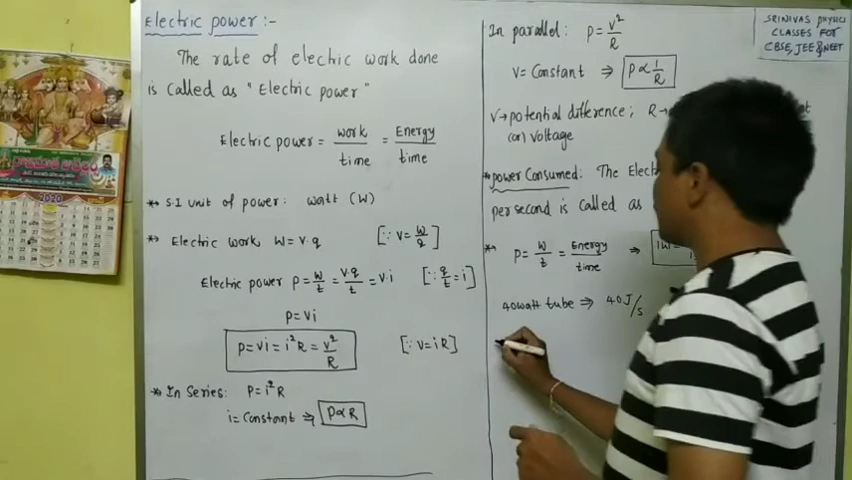 Electric power :-
The rate of electric work done
is called as "Electric power"
Electric power = work/time = Energy/time
** S.I unit of power: watt (W)
** Electric work W = V·q [∵ V = W/q]
Electric power P = W/t = V·q/t = V·i [∵ q/t = i]
P = Vi
P = Vi = i²R = V²/R [∵ V = iR]
** In Series: P = i²R
i = Constant ⇒ P ∝ R
In parallel: P = V²/R
V = Constant ⇒ P ∝ 1/R
V → potential difference; R →
(or) voltage
*power Consumed: The Elect
per second is called as
** P = W/t = Energy/time ⇒ 1W =
40watt tube ⇒ 40J/s
SRINIVAS PHYSICS
CLASSES FOR
CBSE, JEE & NEET
2020